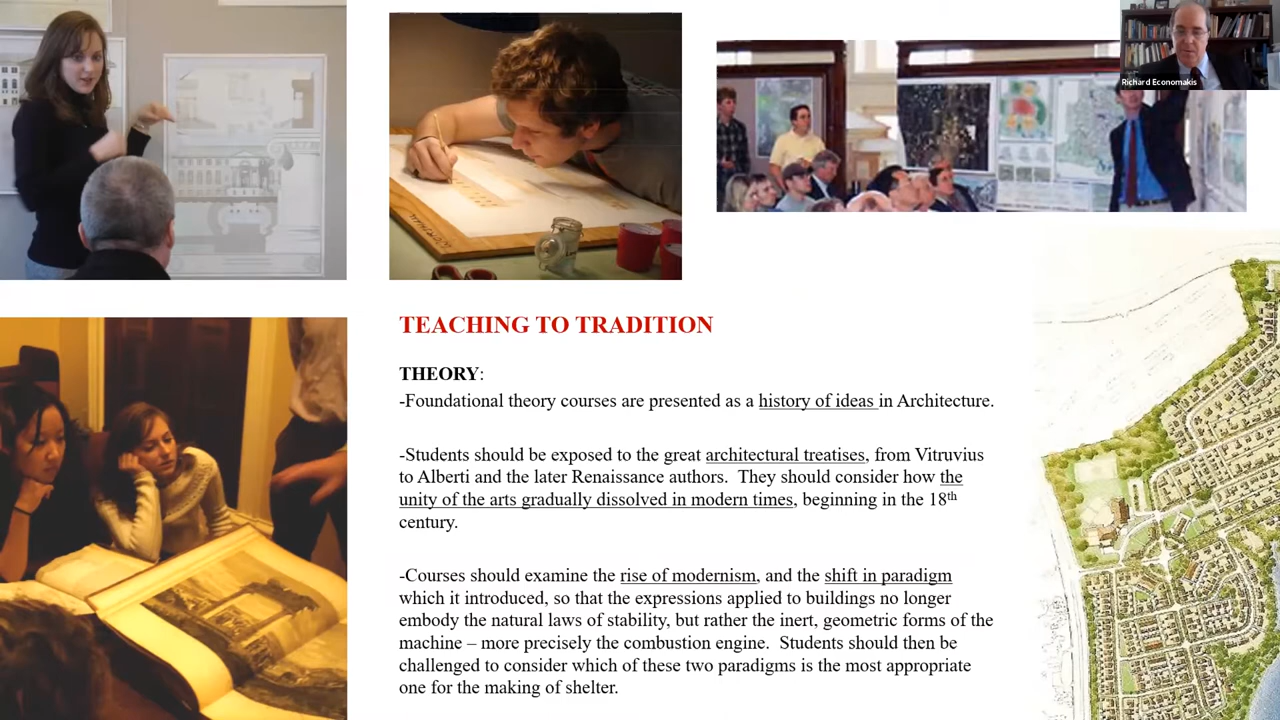 Richard Economakis
TEACHING TO TRADITION
THEORY:
-Foundational theory courses are presented as a history of ideas in Architecture.
-Students should be exposed to the great architectural treatises, from Vitruvius
to Alberti and the later Renaissance authors. They should consider how the
unity of the arts gradually dissolved in modern times, beginning in the 18th
century.
-Courses should examine the rise of modernism, and the shift in paradigm
which it introduced, so that the expressions applied to buildings no longer
embody the natural laws of stability, but rather the inert, geometric forms of the
machine – more precisely the combustion engine. Students should then be
challenged to consider which of these two paradigms is the most appropriate
one for the making of shelter.